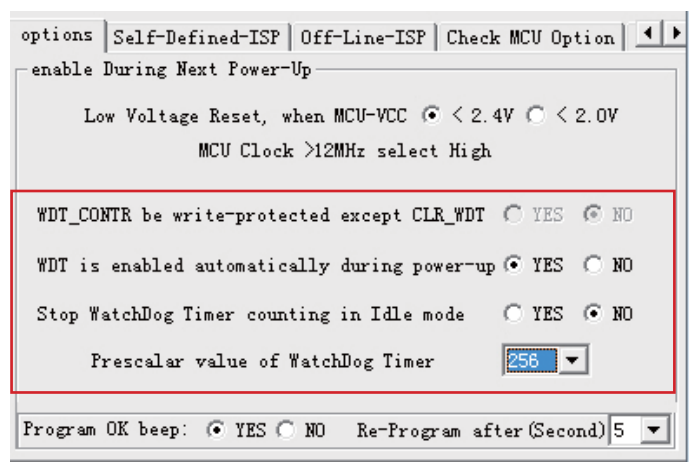 options Self-Defined-ISP Off-Line-ISP Check MCU Option
enable During Next Power-Up
Low Voltage Reset, when MCU-VCC < 2.4V < 2.0V
MCU Clock >12MHz select High
WDT_CONTR be write-protected except CLR_WDT YES NO
WDT is enabled automatically during power-up YES NO
Stop WatchDog Timer counting in Idle mode YES NO
Prescalar value of WatchDog Timer 256
Program OK beep: YES NO Re-Program after(Second) 5